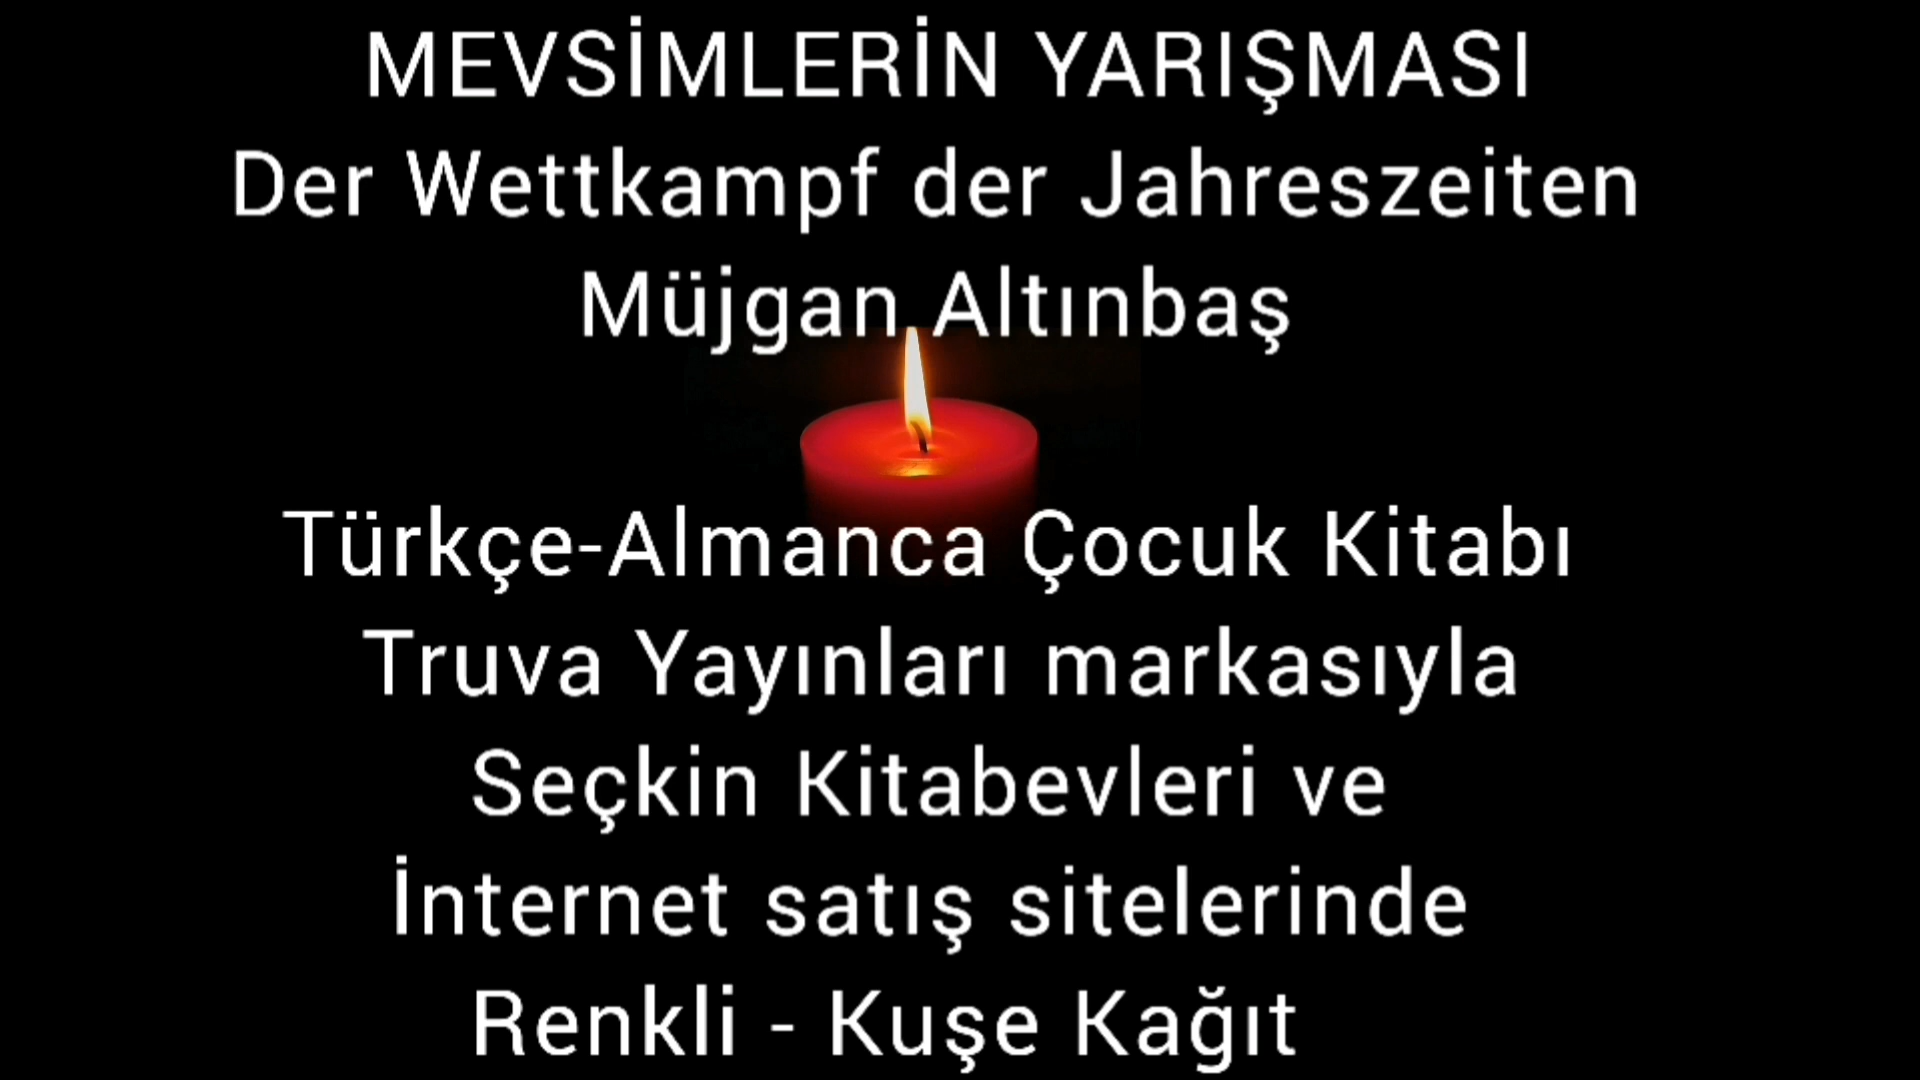 MEVSİMLERİN YARIŞMASI
Der Wettkampf der Jahreszeiten
Müjgan Altınbaş
Türkçe-Almanca Çocuk Kitabı
Truva Yayınları markasıyla
Seçkin Kitabevleri ve
İnternet satış sitelerinde
Renkli - Kuşe Kağıt